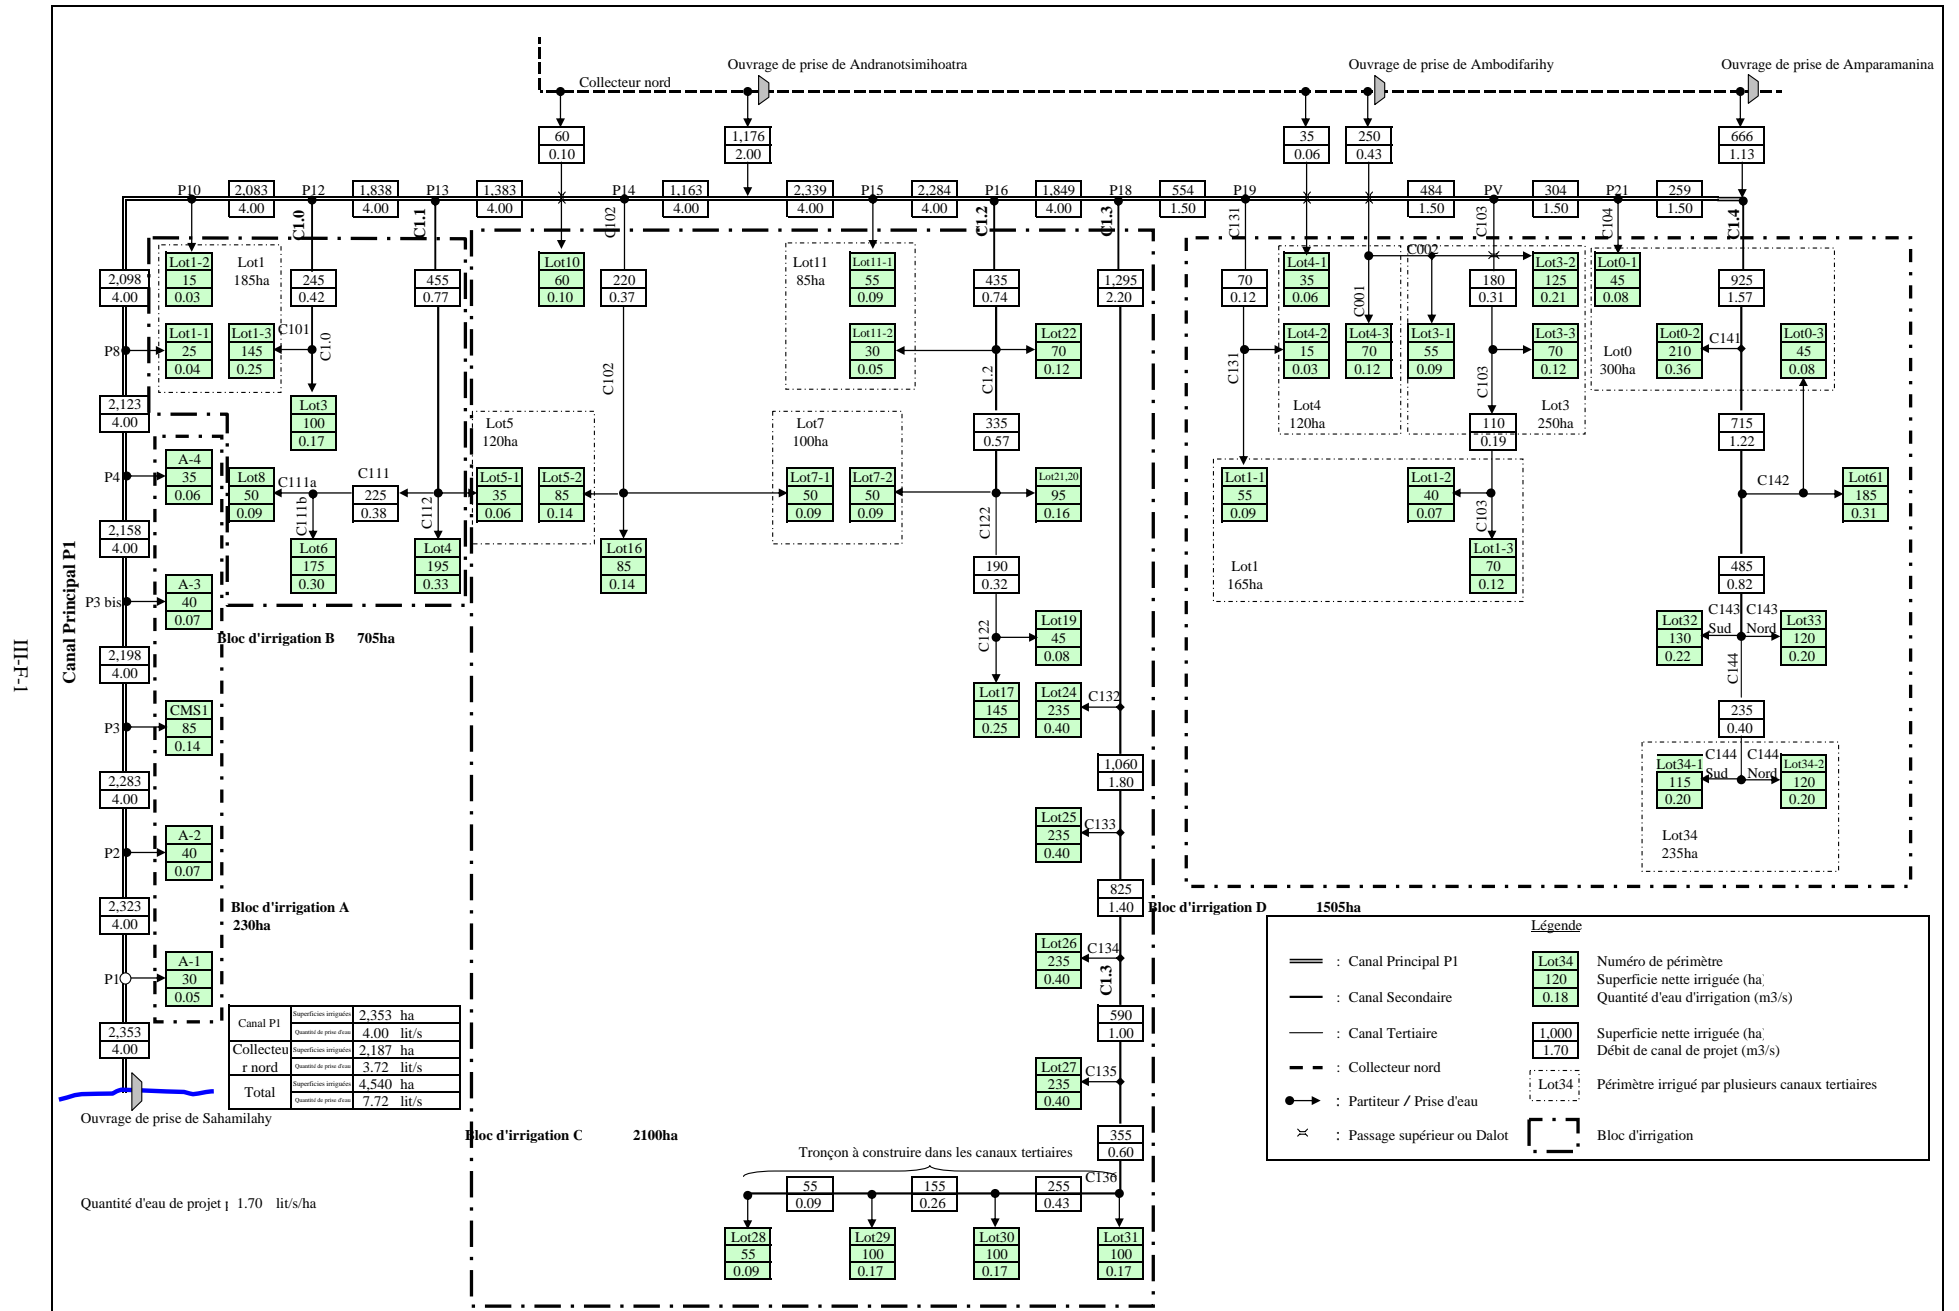 Ouvrage de prise de Andranotsimihoatra
Ouvrage de prise de Ambodifarihy
Ouvrage de prise de Amparamanina
Collecteur nord
60
0.10
1,176
2.00
35
0.06
250
0.43
666
1.13
P10
2,083
4.00
P12
1,838
4.00
P13
1,383
4.00
P14
1,163
4.00
2,339
4.00
P15
2,284
4.00
P16
1,849
4.00
P18
554
1.50
P19
484
1.50
PV
304
1.50
P21
259
1.50
C1.0
C1.1
C102
C1.2
C1.3
C131
C103
C104
C1.4
C002
2,098
4.00
Lot1-2
15
0.03
Lot1
185ha
245
0.42
455
0.77
Lot10
60
0.10
220
0.37
Lot11
85ha
Lot11-1
55
0.09
435
0.74
1,295
2.20
70
0.12
Lot4-1
35
0.06
C001
180
0.31
Lot3-2
125
0.21
Lot0-1
45
0.08
925
1.57
P8
Lot1-1
25
0.04
Lot1-3
145
0.25
C101
C1.0
C102
Lot11-2
30
0.05
C1.2
Lot22
70
0.12
C131
Lot4-2
15
0.03
Lot4-3
70
0.12
Lot3-1
55
0.09
C103
Lot3-3
70
0.12
Lot0
300ha
Lot0-2
210
0.36
C141
Lot0-3
45
0.08
2,123
4.00
Lot3
100
0.17
Lot5
120ha
Lot7
100ha
335
0.57
Lot4
120ha
110
0.19
Lot3
250ha
715
1.22
P4
A-4
35
0.06
Lot8
50
0.09
C111a
C111b
C111
225
0.38
C112
Lot5-1
35
0.06
Lot5-2
85
0.14
Lot7-1
50
0.09
Lot7-2
50
0.09
C122
Lot21,20
95
0.16
Lot1-1
55
0.09
Lot1-2
40
0.07
C103
C142
Lot61
185
0.31
2,158
4.00
Lot6
175
0.30
Lot4
195
0.33
Lot16
85
0.14
190
0.32
Lot1
165ha
Lot1-3
70
0.12
485
0.82
Canal Principal P1
III-F-1
P3 bis
A-3
40
0.07
Bloc d'irrigation B 705ha
C122
Lot19
45
0.08
Lot32
130
0.22
C143
Sud
C143
Nord
Lot33
120
0.20
C144
2,198
4.00
P3
CMS1
85
0.14
Lot17
145
0.25
Lot24
235
0.40
C132
235
0.40
2,283
4.00
1,060
1.80
Lot34-1
115
0.20
C144
Sud
C144
Nord
Lot34-2
120
0.20
Lot34
235ha
P2
A-2
40
0.07
Lot25
235
0.40
C133
2,323
4.00
Bloc d'irrigation A
230ha
825
1.40
Bloc d'irrigation D 1505ha
P1
A-1
30
0.05
Lot26
235
0.40
C134
C1.3
2,353
4.00
590
1.00
Canal P1
Superficies irriguées 2,353 ha
Quantité de prise d'eau 4.00 lit/s
Collecteu
r nord
Superficies irriguées 2,187 ha
Quantité de prise d'eau 3.72 lit/s
Total
Superficies irriguées 4,540 ha
Quantité de prise d'eau 7.72 lit/s
Lot27
235
0.40
C135
Ouvrage de prise de Sahamilahy
Bloc d'irrigation C 2100ha
355
0.60
Tronçon à construire dans les canaux tertiaires
C136
55
0.09
155
0.26
255
0.43
Lot28
55
0.09
Lot29
100
0.17
Lot30
100
0.17
Lot31
100
0.17
Quantité d'eau de projet 1.70 lit/s/ha
Légende
: Canal Principal P1
: Canal Secondaire
: Canal Tertiaire
: Collecteur nord
: Partiteur / Prise d'eau
: Passage supérieur ou Dalot
Lot34
120
0.18
Numéro de périmètre
Superficie nette irriguée (ha)
Quantité d'eau d'irrigation (m3/s)
1,000
1.70
Superficie nette irriguée (ha)
Débit de canal de projet (m3/s)
Lot34
Périmètre irrigué par plusieurs canaux tertiaires
Bloc d'irrigation